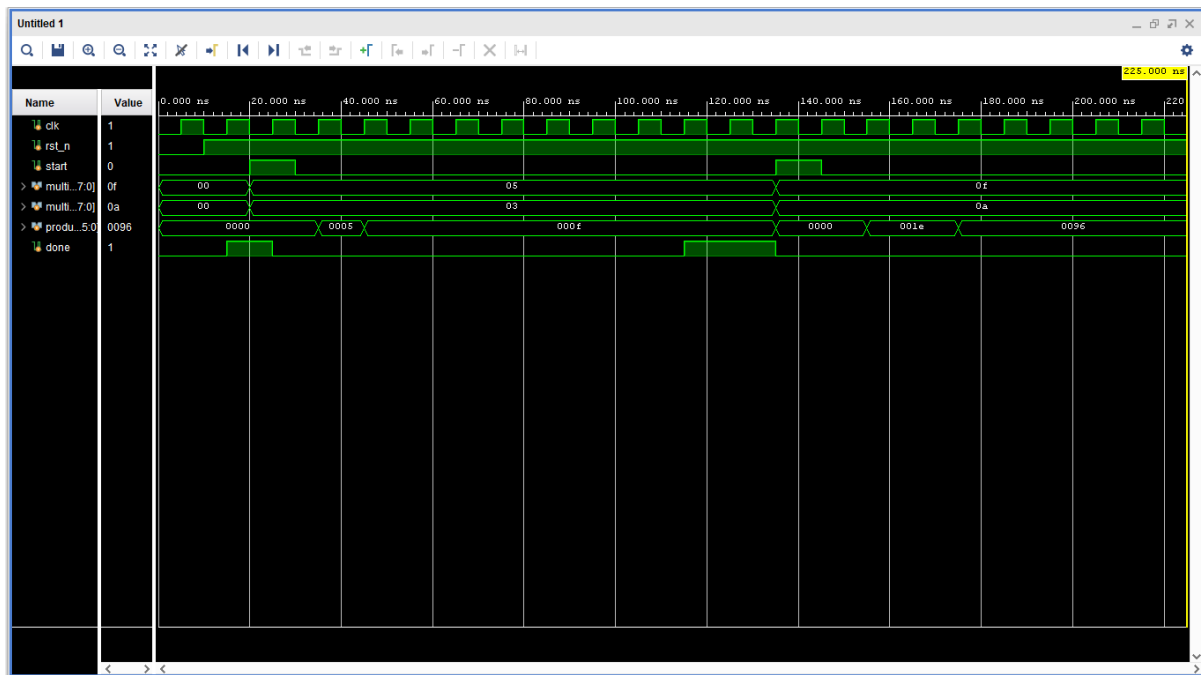 Untitled 1
225.000 ns
Name Value 0.000 ns 20.000 ns 40.000 ns 60.000 ns 80.000 ns 100.000 ns 120.000 ns 140.000 ns 160.000 ns 180.000 ns 200.000 ns 220
clk 1
rst_n 1
start 0
multi...7:0] 0f 00 05 0f
multi...7:0] 0a 00 03 0a
produ...5:0 0096 0000 0005 000f 0000 001e 0096
done 1